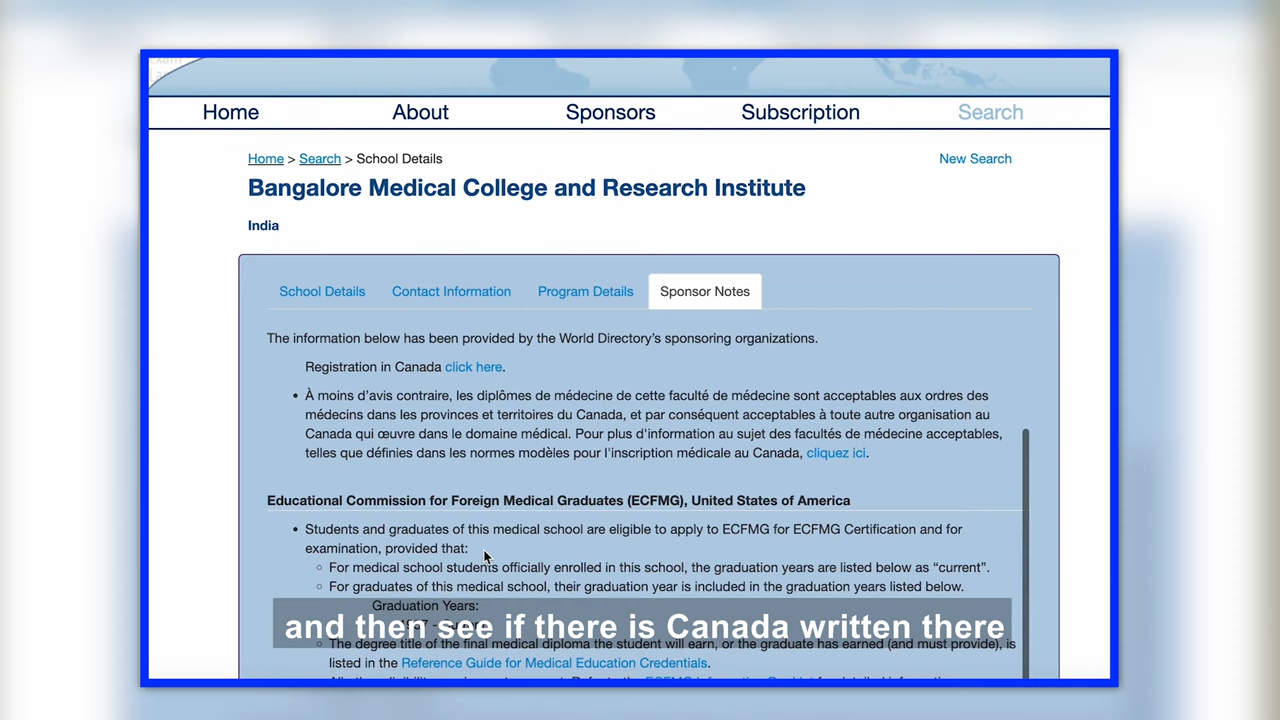 Home About Sponsors Subscription Search
Home > Search > School Details New Search
Bangalore Medical College and Research Institute
India
School Details Contact Information Program Details Sponsor Notes
The information below has been provided by the World Directory's sponsoring organizations.
Registration in Canada click here.
• À moins d'avis contraire, les diplômes de médecine de cette faculté de médecine sont acceptables aux ordres des
médecins dans les provinces et territoires du Canada, et par conséquent acceptables à toute autre organisation au
Canada qui œuvre dans le domaine médical. Pour plus d'information au sujet des facultés de médecine acceptables,
telles que définies dans les normes modèles pour l'inscription médicale au Canada, cliquez ici.
Educational Commission for Foreign Medical Graduates (ECFMG), United States of America
• Students and graduates of this medical school are eligible to apply to ECFMG for ECFMG Certification and for
examination, provided that:
○ For medical school students officially enrolled in this school, the graduation years are listed below as “current”.
○ For graduates of this medical school, their graduation year is included in the graduation years listed below.
Graduation Years:
and then see if there is Canada written there
The degree title of the final medical diploma the student will earn, or the graduate has earned (and must provide), is
listed in the Reference Guide for Medical Education Credentials.